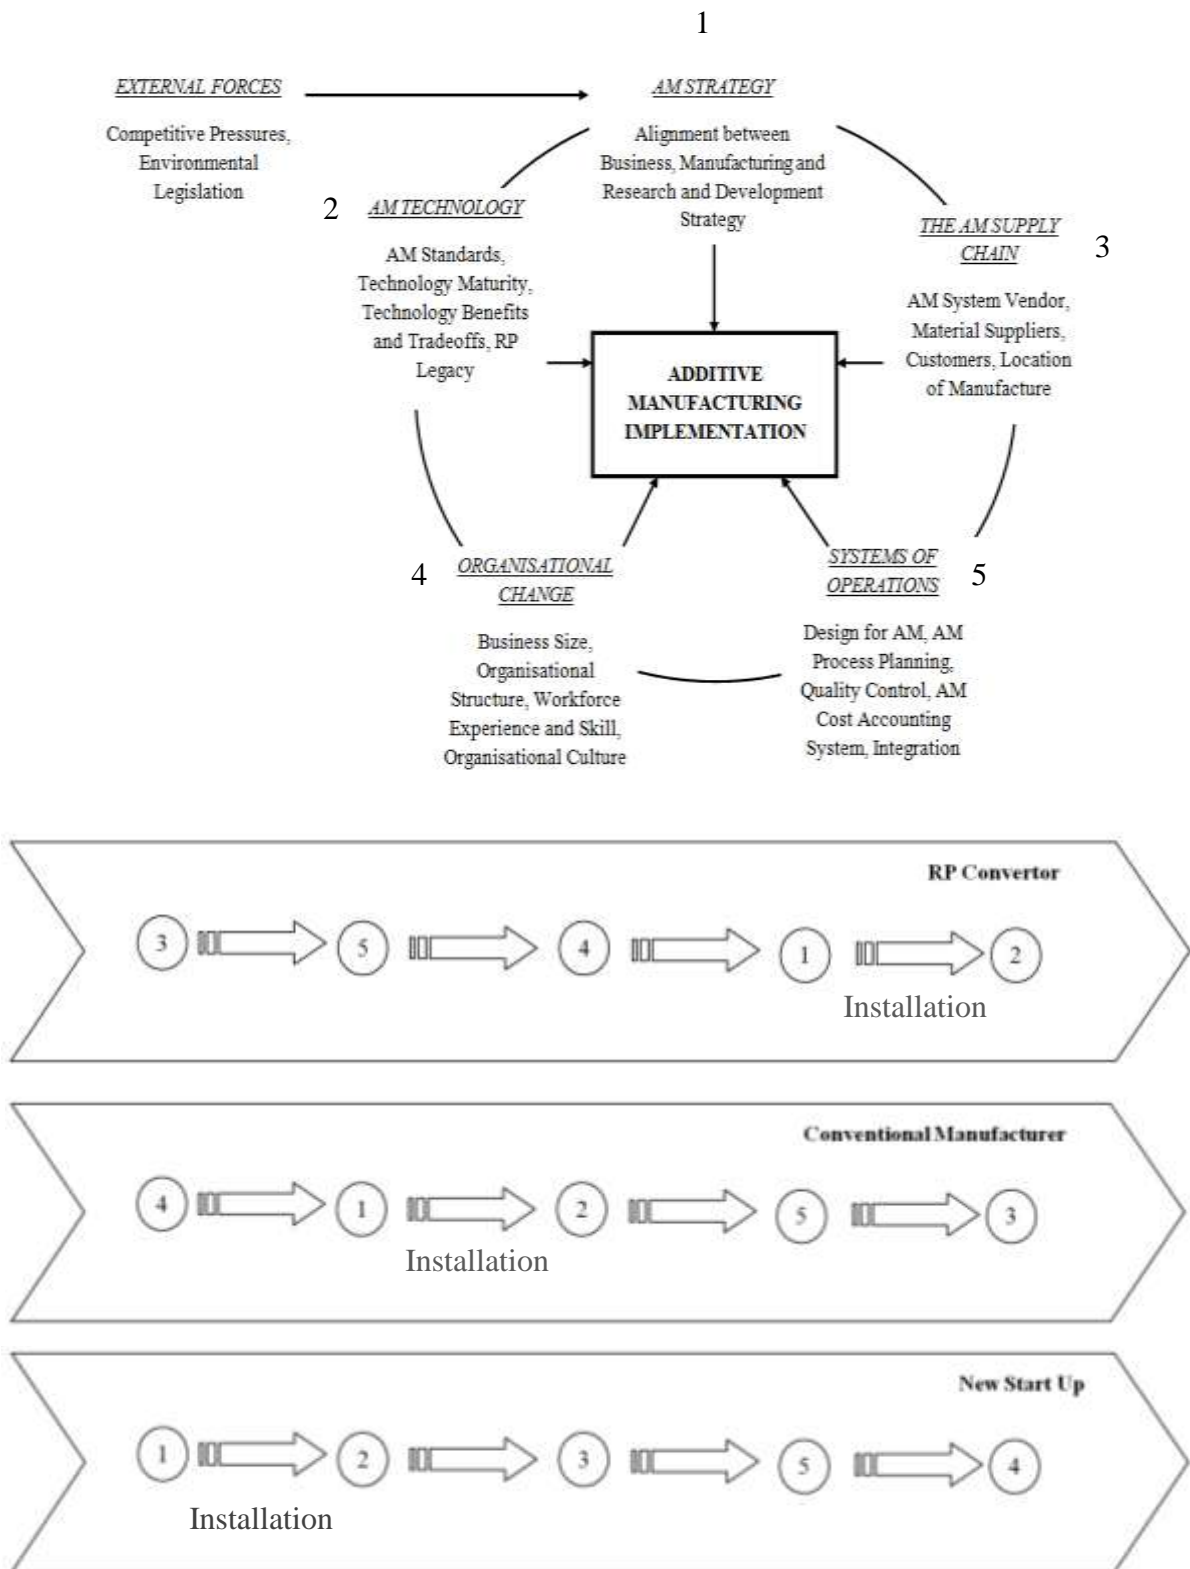 1
EXTERNAL FORCES
Competitive Pressures,
Environmental
Legislation
AM STRATEGY
Alignment between
Business, Manufacturing and
Research and Development
Strategy
2
AM TECHNOLOGY
AM Standards,
Technology Maturity,
Technology Benefits
and Tradeoffs, RP
Legacy
THE AM SUPPLY
CHAIN
3
AM System Vendor,
Material Suppliers,
Customers, Location
of Manufacture
ADDITIVE
MANUFACTURING
IMPLEMENTATION
4
ORGANISATIONAL
CHANGE
Business Size,
Organisational
Structure, Workforce
Experience and Skill,
Organisational Culture
SYSTEMS OF
OPERATIONS
5
Design for AM, AM
Process Planning,
Quality Control, AM
Cost Accounting
System, Integration
RP Convertor
3 5 4 1 2
Installation
Conventional Manufacturer
4 1 2 5 3
Installation
New Start Up
1 2 3 5 4
Installation